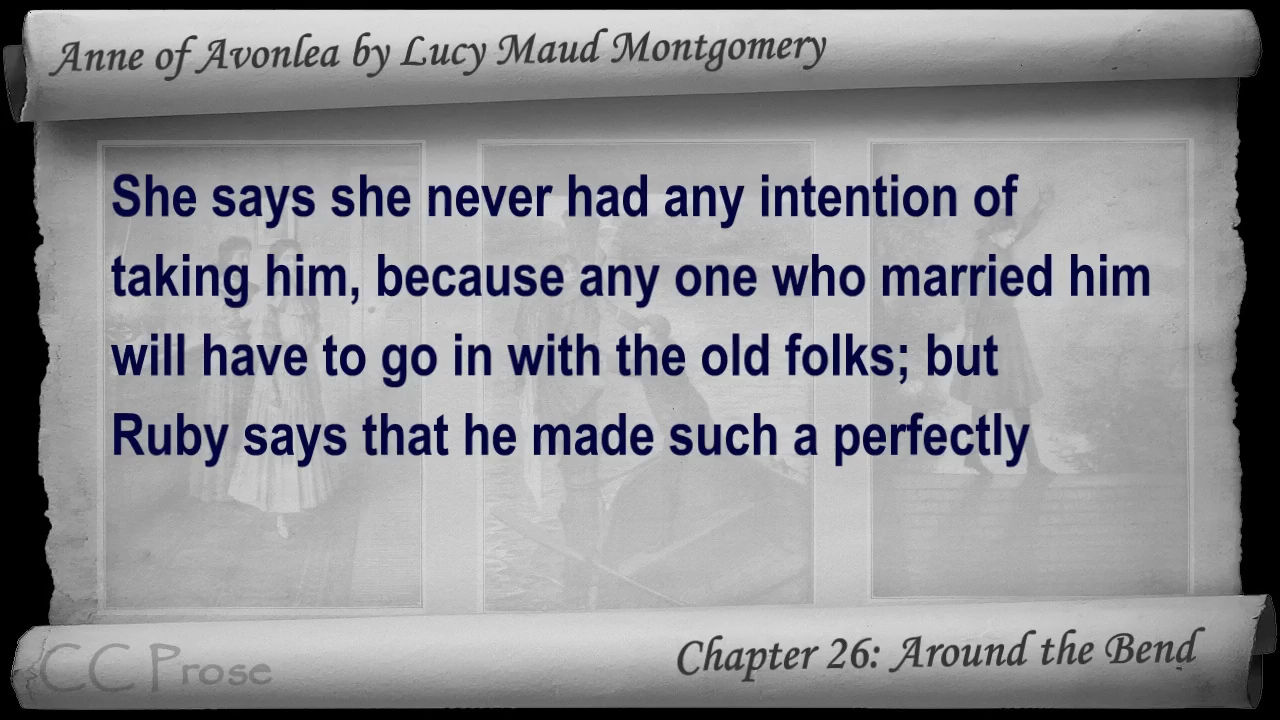 Anne of Avonlea by Lucy Maud Montgomery
She says she never had any intention of
taking him, because any one who married him
will have to go in with the old folks; but
Ruby says that he made such a perfectly
CC Prose
Chapter 26: Around the Bend